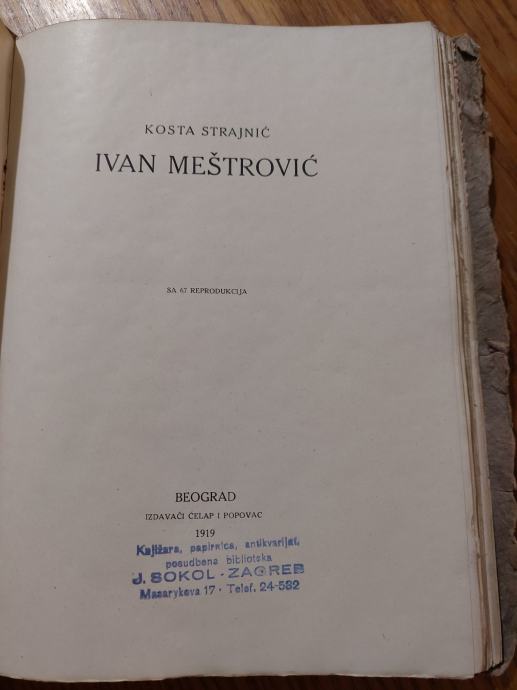 KOSTA STRAJNIĆ
IVAN MEŠTROVIĆ
SA 67 REPRODUKCIJA
BEOGRAD
IZDAVAČI ĆELAP I POPOVAC
1919
Knjižara, papirnica, antikvarijat,
posudbena biblioteka
J. SOKOL - ZAGREB
Masarykova 17 · Telef. 24-582